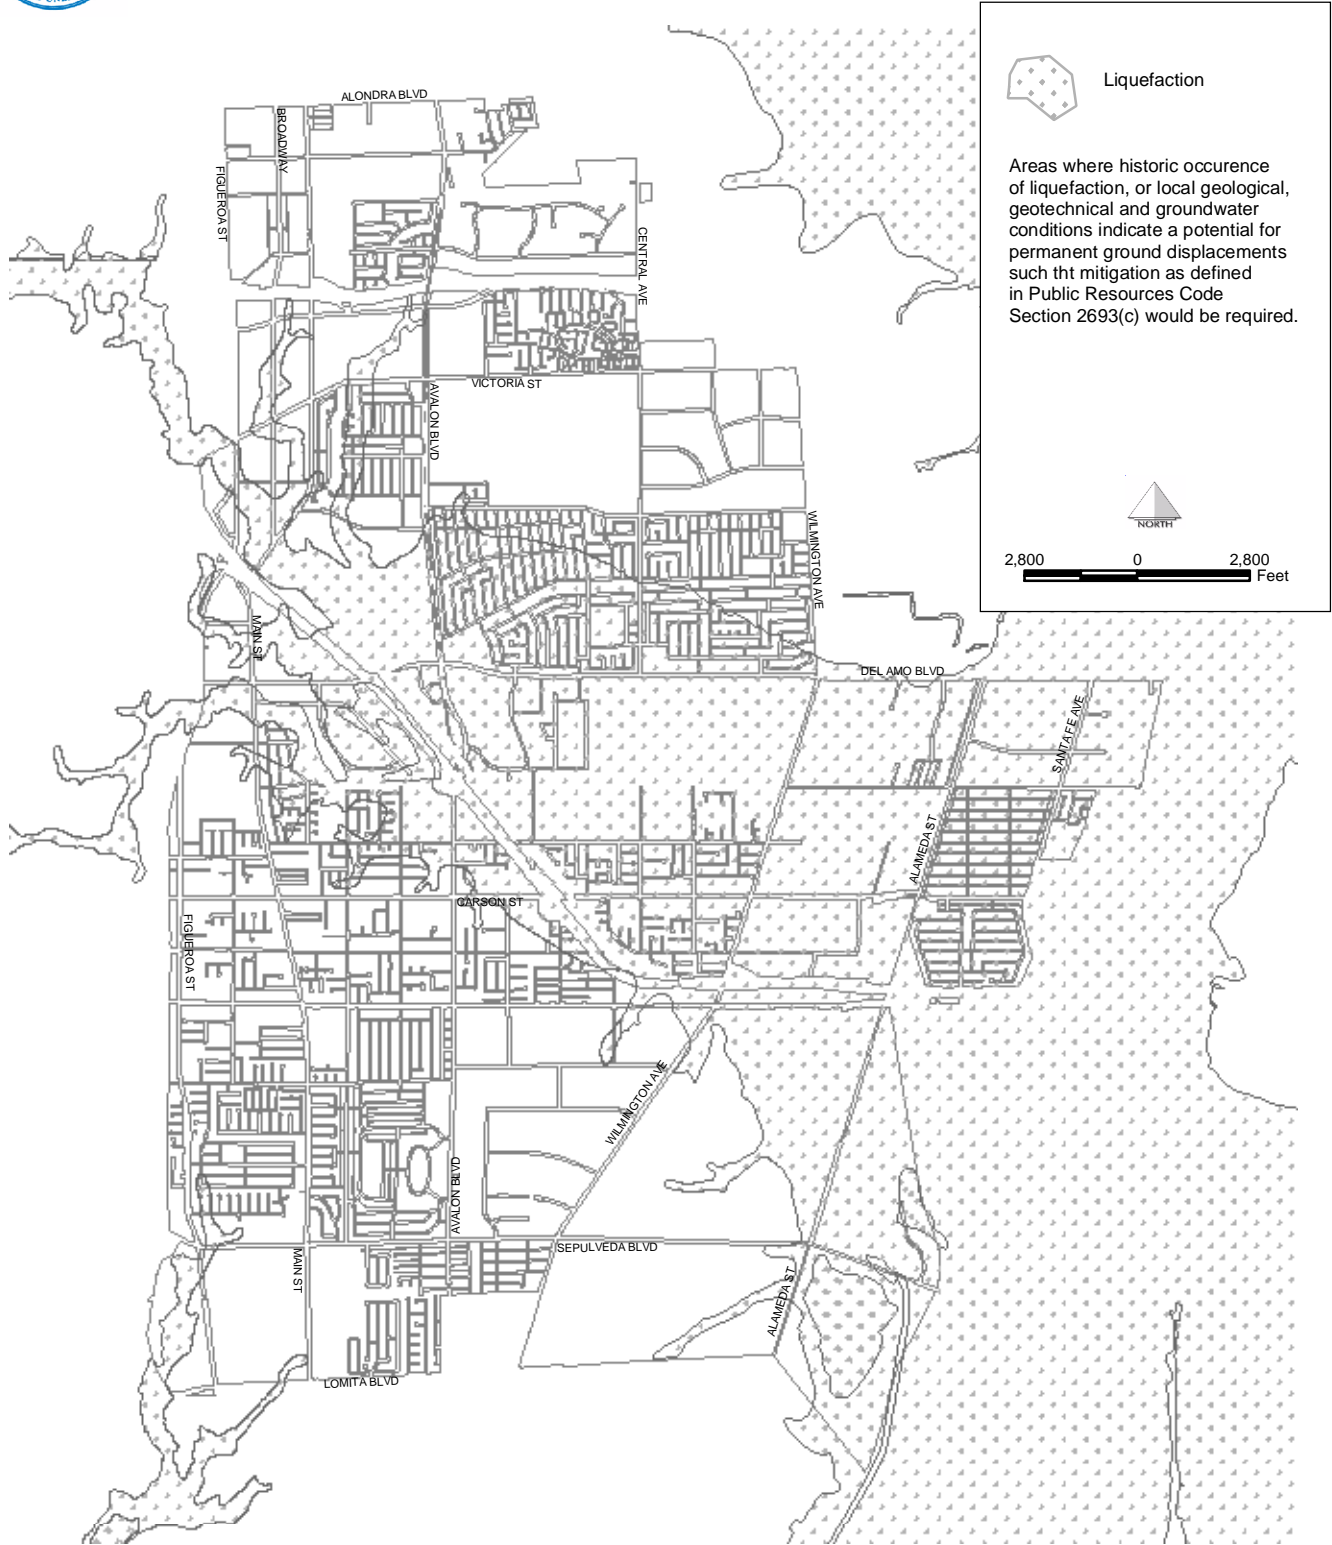 Liquefaction
Areas where historic occurence
of liquefaction, or local geological,
geotechnical and groundwater
conditions indicate a potential for
permanent ground displacements
such tht mitigation as defined
in Public Resources Code
Section 2693(c) would be required.
NORTH
2,800 0 2,800
Feet
ALONDRA BLVD
BROADWAY
FIGUEROA ST
CENTRAL AVE
VICTORIA ST
AVALON BLVD
WILMINGTON AVE
MAIN ST
DEL AMO BLVD
SANTA FE AVE
ALAMEDA ST
CARSON ST
FIGUEROA ST
WILMINGTON AVE
AVALON BLVD
SEPULVEDA BLVD
MAIN ST
ALAMEDA ST
LOMITA BLVD